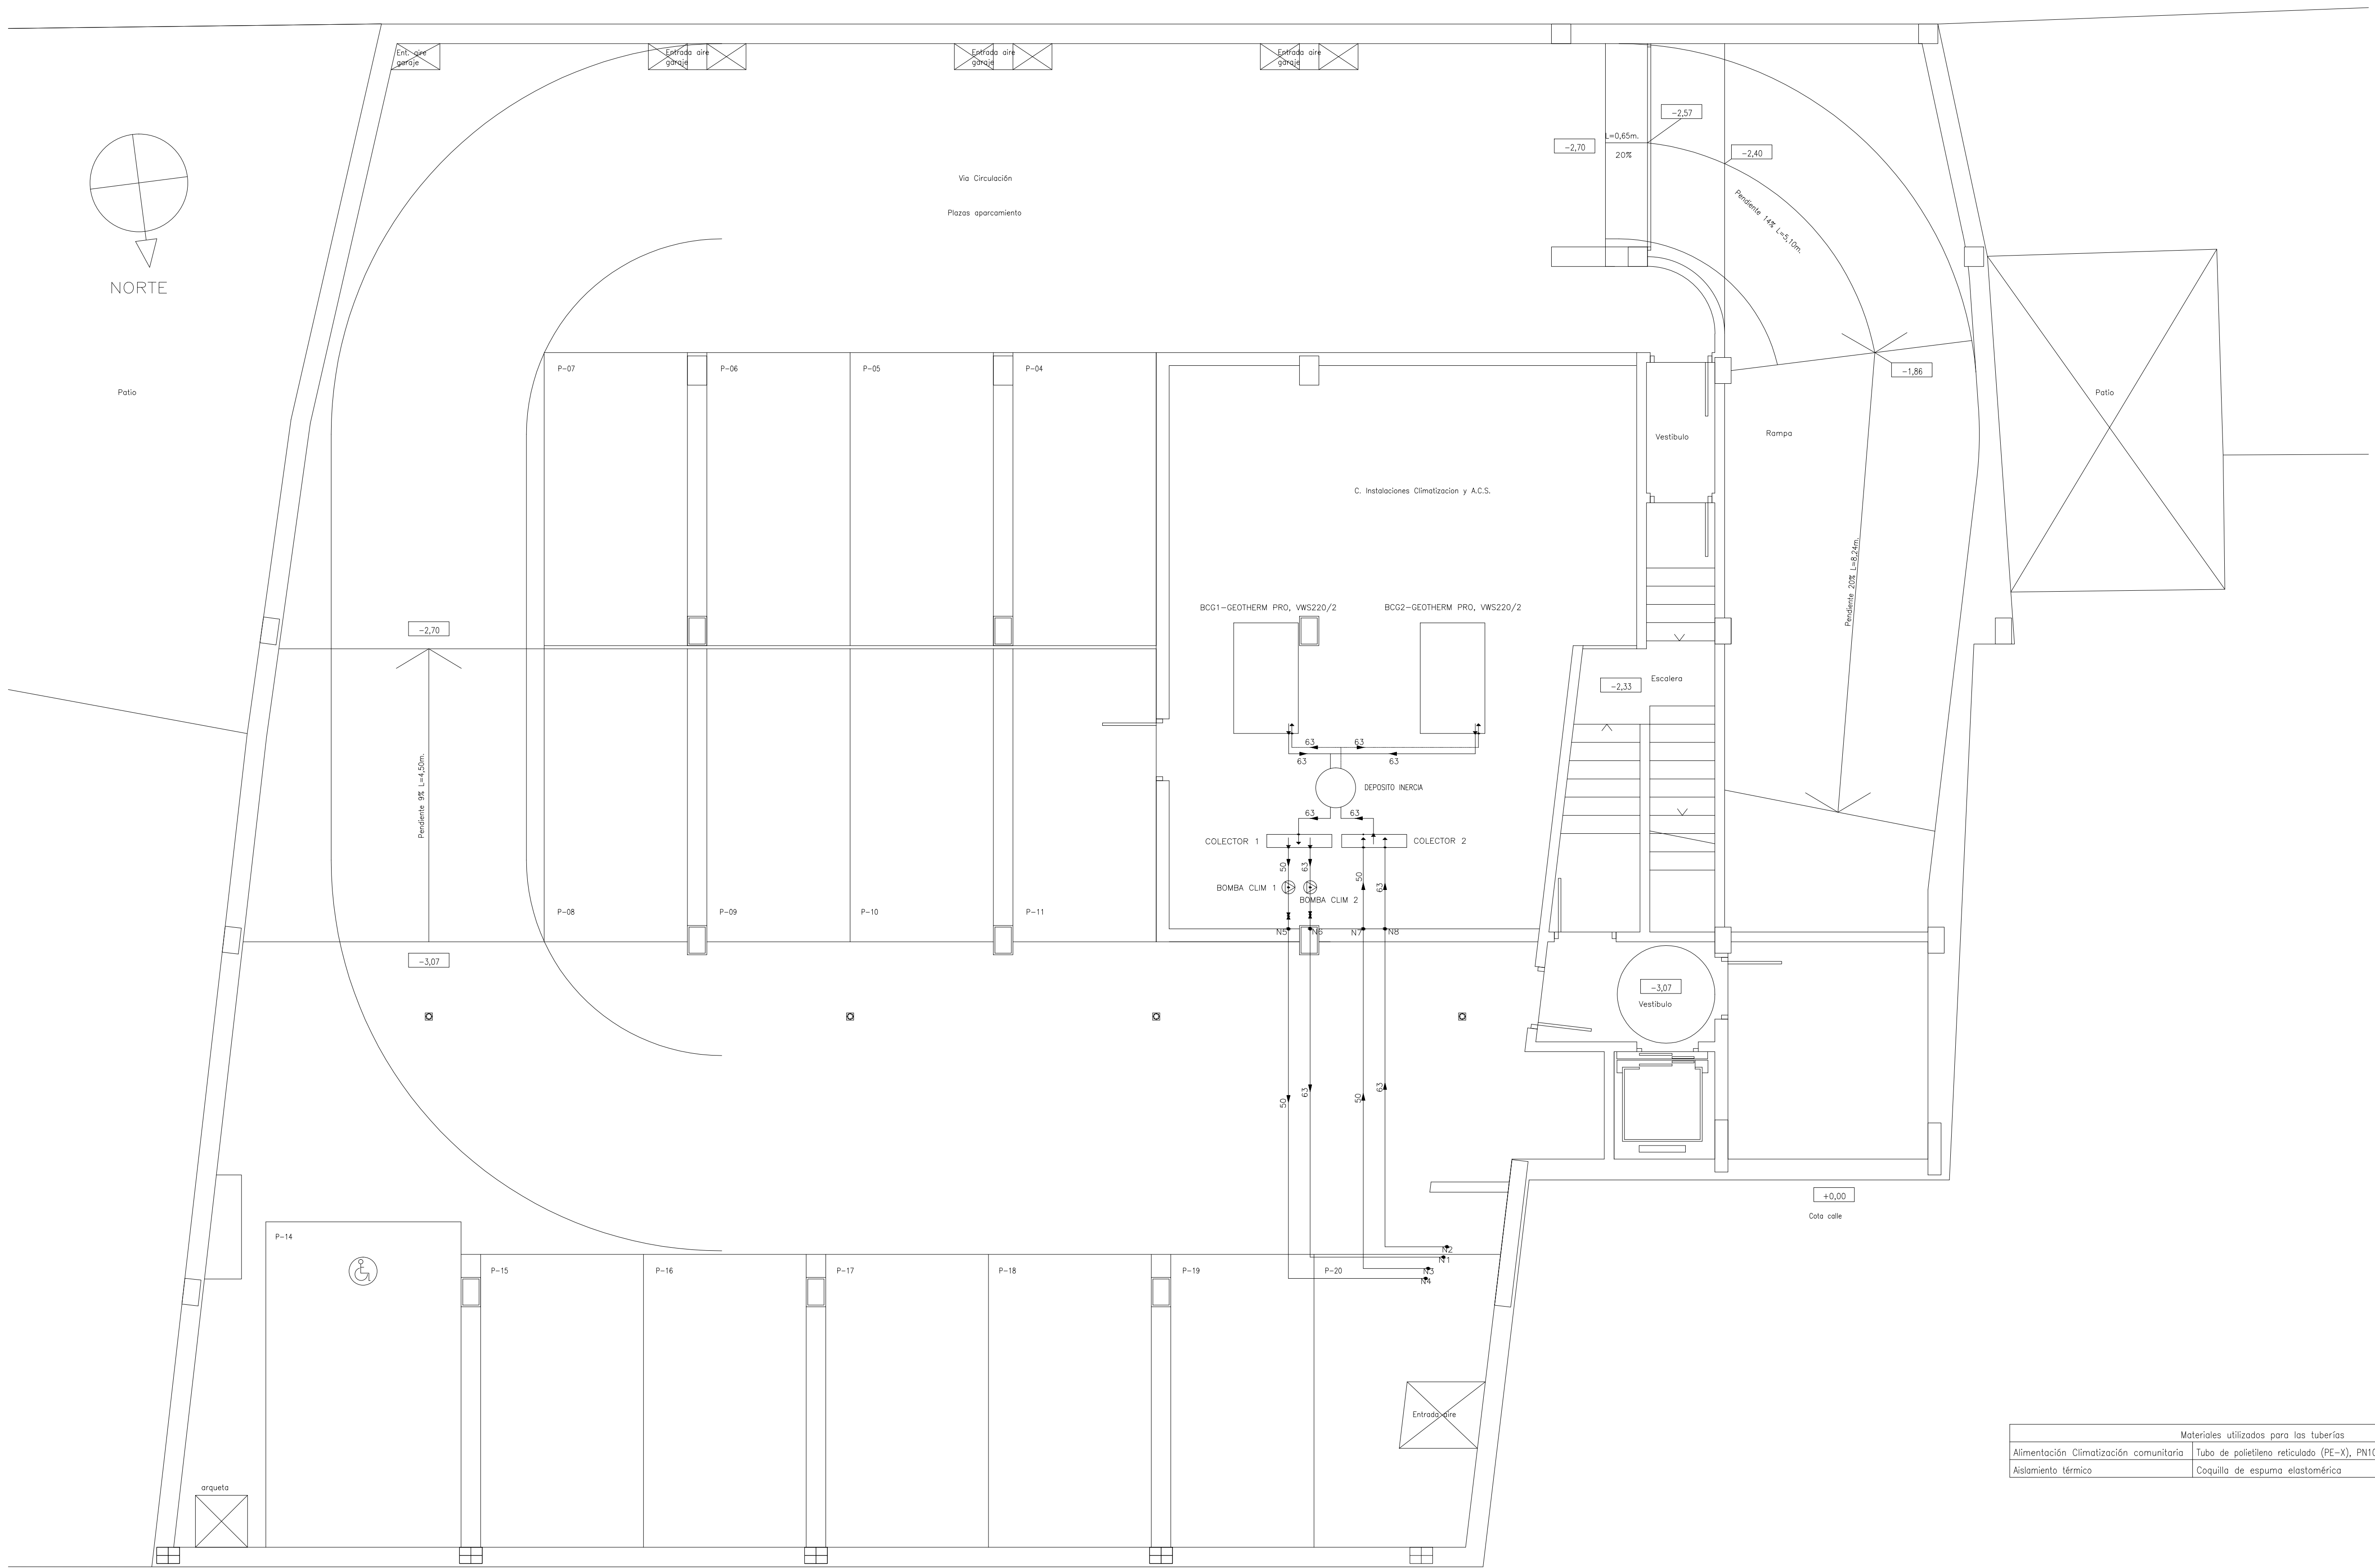 Ent. aire
garaje
Entrada aire
garaje
Entrada aire
garaje
Entrada aire
garaje
-2,57
L=0,65m.
-2,70
20%
-2,40
Via Circulación
Plazas aparcamiento
Pendiente 14% L=5,10m.
NORTE
P-07
P-06
P-05
P-04
-1,86
Patio
Patio
Vestibulo
Rampa
C. Instalaciones Climatizacion y A.C.S.
Pendiente 20% L=8,24m.
BCG1-GEOTHERM PRO, VWS220/2
BCG2-GEOTHERM PRO, VWS220/2
-2,70
Escalera
-2,33
63
63
63
63
DEPOSITO INERCIA
Pendiente 9% L=4,50m.
63
63
COLECTOR 1
COLECTOR 2
50
63
50
63
BOMBA CLIM 1
BOMBA CLIM 2
P-08
P-09
P-10
P-11
N5
N6
N7
N8
-3,07
-3,07
Vestibulo
50
63
50
63
+0,00
Cota calle
P-14
N2
N1
N3
N4
P-15
P-16
P-17
P-18
P-19
P-20
Entrada aire
Materiales utilizados para las tuberías
Alimentación Climatización comunitaria
Tubo de polietileno reticulado (PE-X), PN10
Aislamiento térmico
Coquilla de espuma elastomérica
arqueta